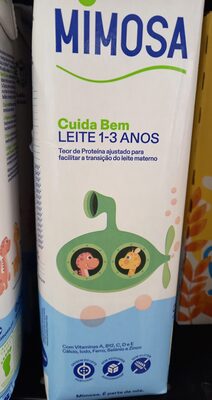 MIMOSA
Cuida Bem
LEITE 1-3 ANOS
Teor de Proteína ajustado para
facilitar a transição do leite materno
Com Vitaminas A, B12, C, D e E
Cálcio, Iodo, Ferro, Selénio e Zinco
Mimosa. É parte de nós.